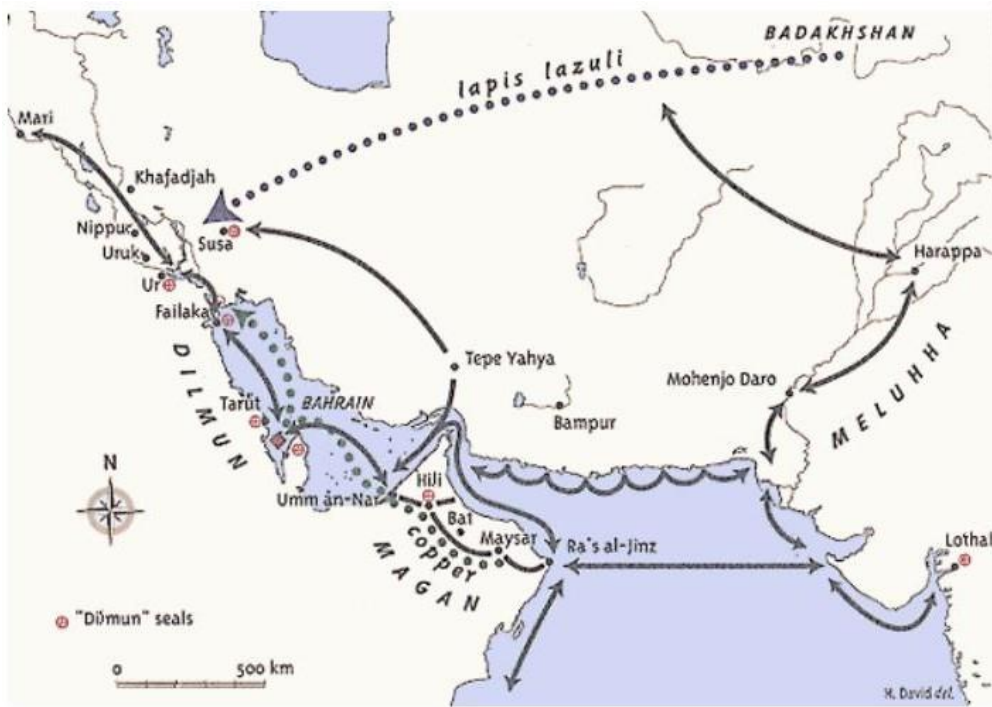 BADAKHSHAN
lapis lazuli
Mari
Khafadjah
Nippur
Susa
Uruk
Harappa
Ur
Failaka
DILMUN
Tepe Yahya
Mohenjo Daro
MELUHHA
Tarut
BAHRAIN
Bampur
N
Hili
Umm an-Nar
Bat
copper
Maysar
Ra's al-Jinz
Lothal
MAGAN
"Dilmun" seals
0 500 km
H. David del.